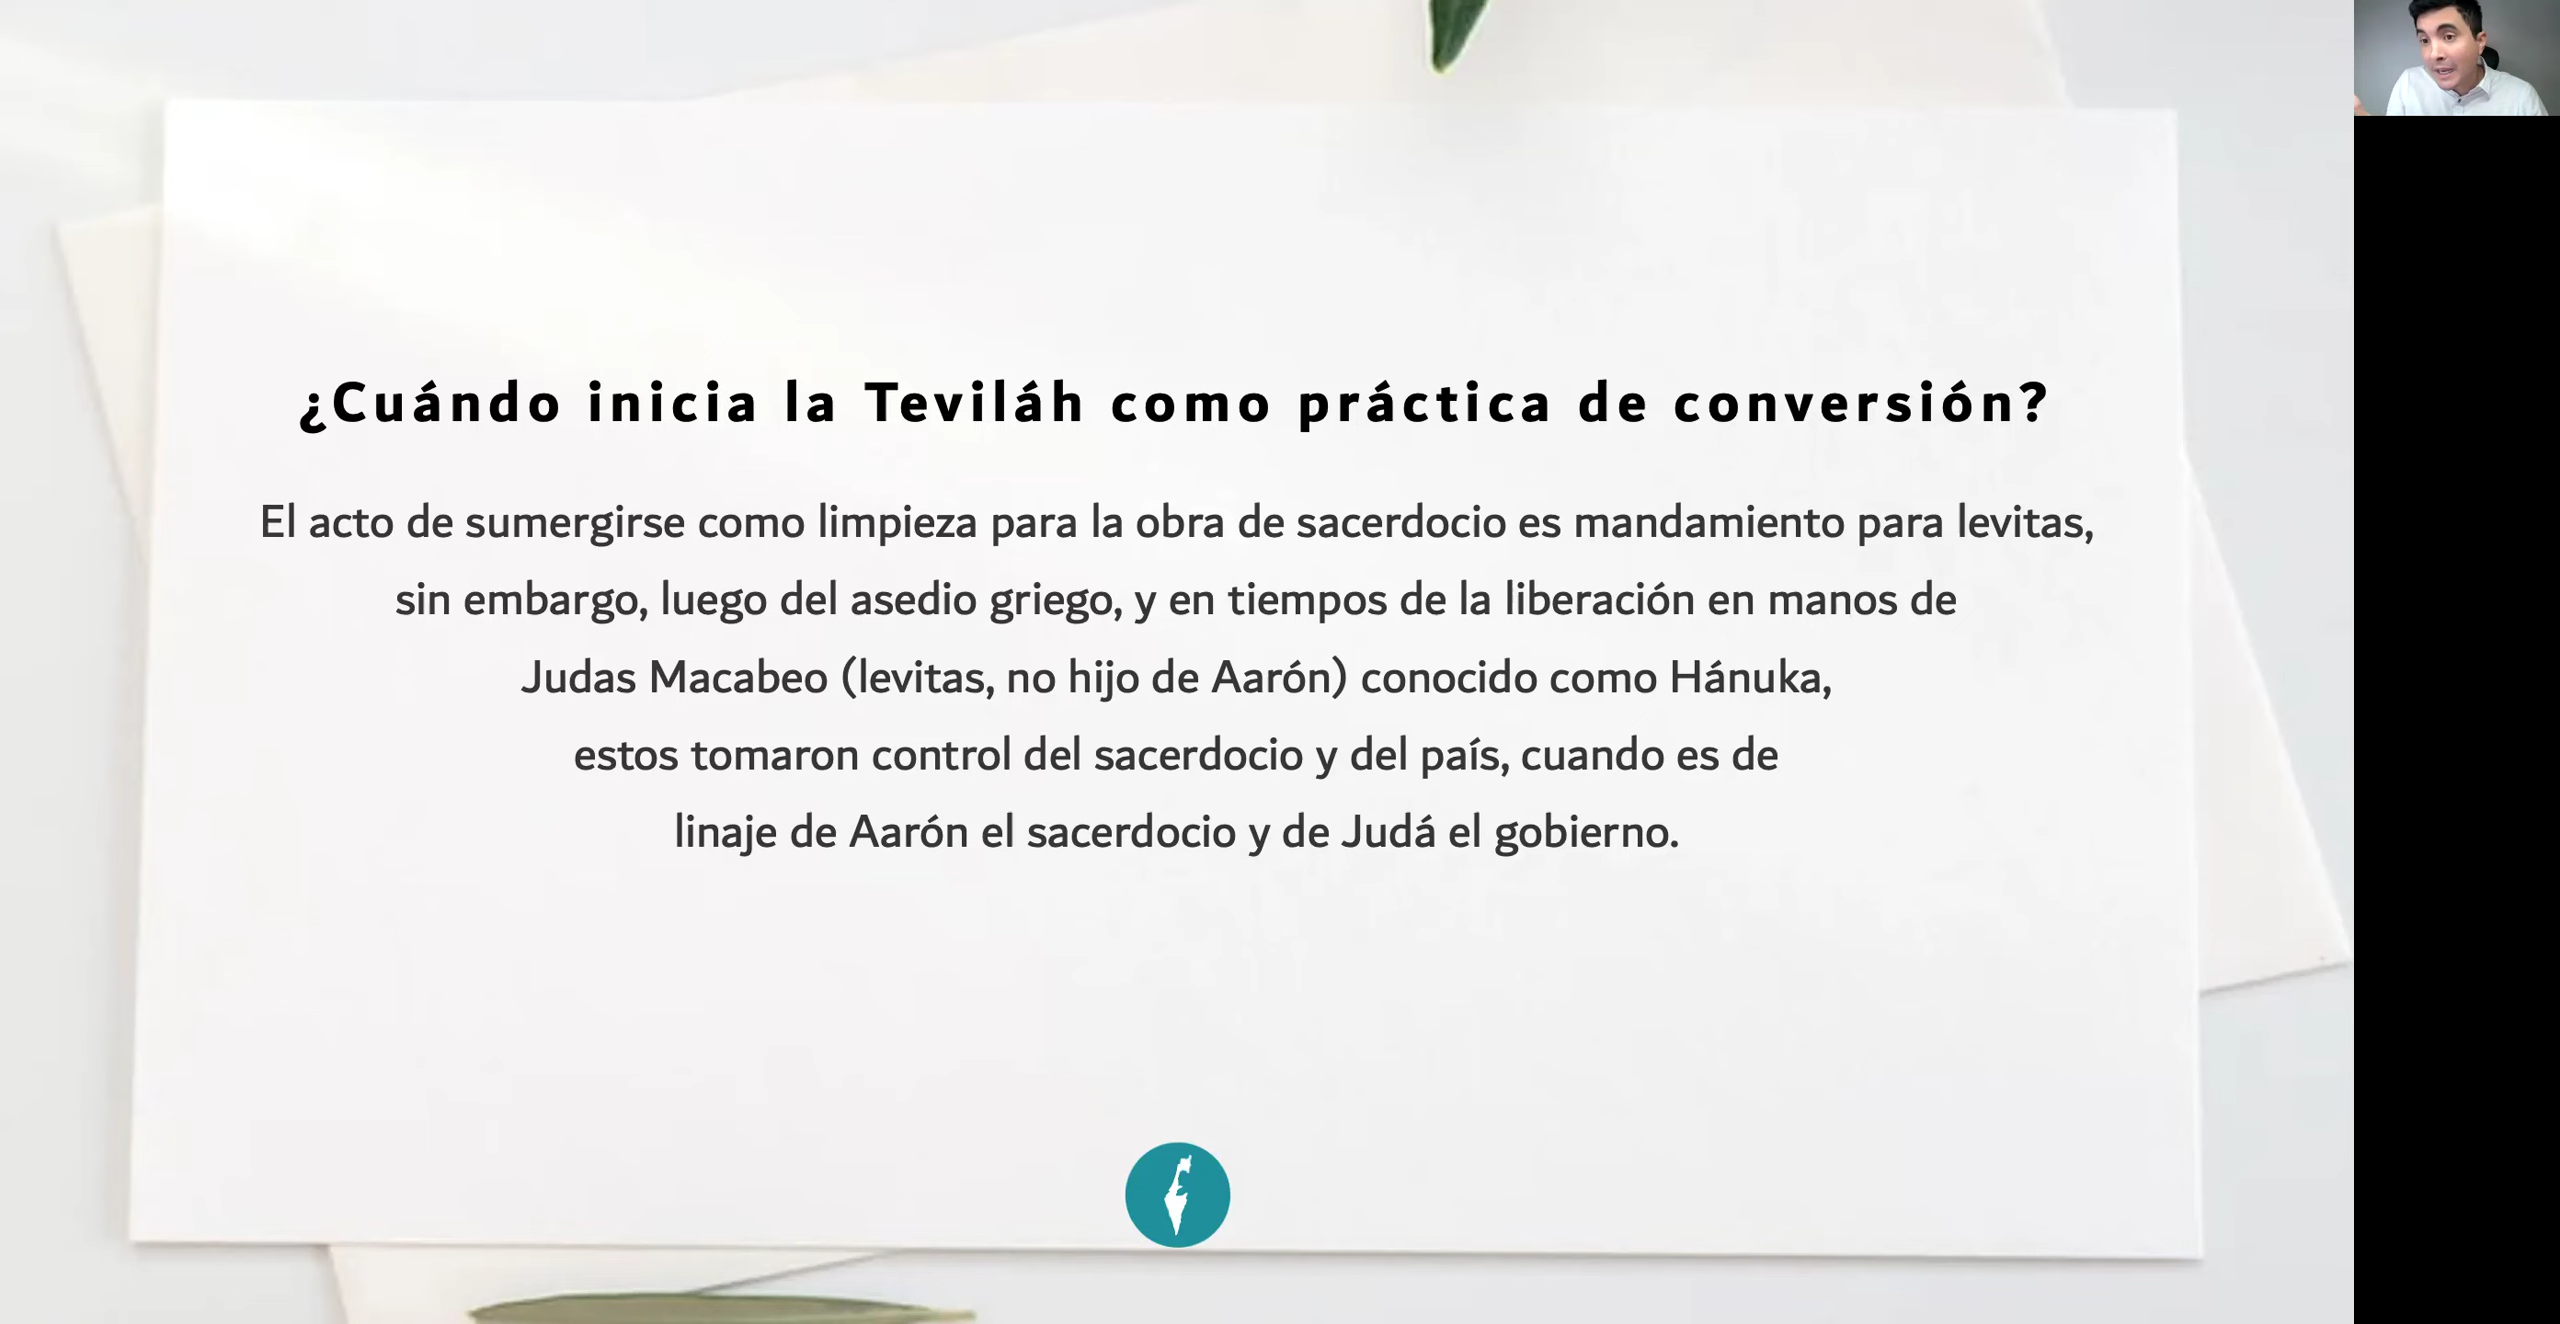 ¿Cuándo inicia la Teviláh como práctica de conversión?
El acto de sumergirse como limpieza para la obra de sacerdocio es mandamiento para levitas,
sin embargo, luego del asedio griego, y en tiempos de la liberación en manos de
Judas Macabeo (levitas, no hijo de Aarón) conocido como Hánuka,
estos tomaron control del sacerdocio y del país, cuando es de
linaje de Aarón el sacerdocio y de Judá el gobierno.